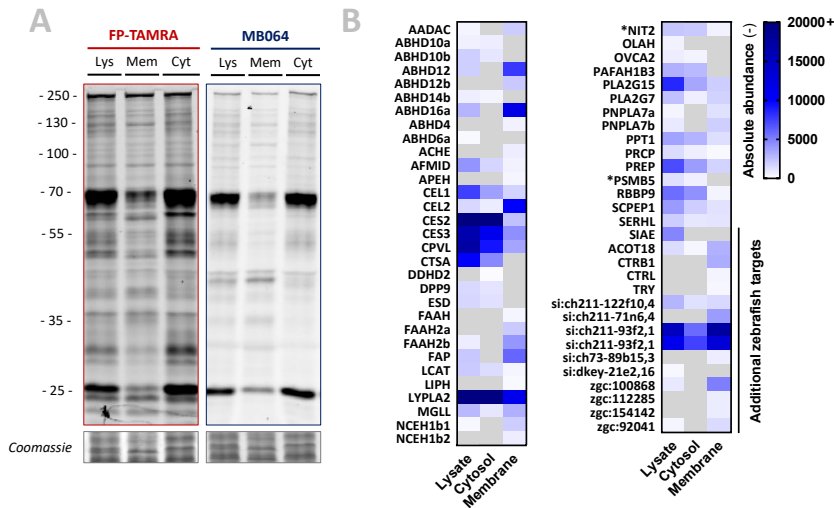 A
FP-TAMRA
MB064
Lys Mem Cyt Lys Mem Cyt
- 250 -
- 130 -
- 100 -
- 70 -
- 55 -
- 35 -
- 25 -
Coomassie
B
AADAC
ABHD10a
ABHD10b
ABHD12
ABHD12b
ABHD14b
ABHD16a
ABHD4
ABHD6a
ACHE
AFMID
APEH
CEL1
CEL2
CES2
CES3
CPVL
CTSA
DDHD2
DPP9
ESD
FAAH
FAAH2a
FAAH2b
FAP
LCAT
LIPH
LYPLA2
MGLL
NCEH1b1
NCEH1b2
Lysate
Cytosol
Membrane
*NIT2
OLAH
OVCA2
PAFAH1B3
PLA2G15
PLA2G7
PNPLA7a
PNPLA7b
PPT1
PRCP
PREP
*PSMB5
RBBP9
SCPEP1
SERHL
SIAE
ACOT18
CTRB1
CTRL
TRY
si:ch211-122f10,4
si:ch211-71n6,4
si:ch211-93f2,1
si:ch211-93f2,1
si:ch73-89b15,3
si:dkey-21e2,16
zgc:100868
zgc:112285
zgc:154142
zgc:92041
Lysate
Cytosol
Membrane
Additional zebrafish targets
Absolute abundance (-)
20000+
15000
10000
5000
0